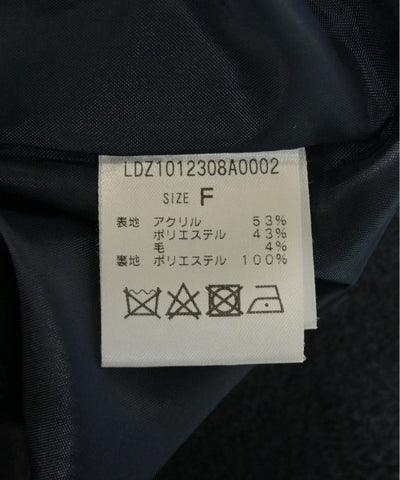 LDZ1012308A0002
SIZE F
表地 アクリル 53%
ポリエステル 43%
毛 4%
裏地 ポリエステル 100%